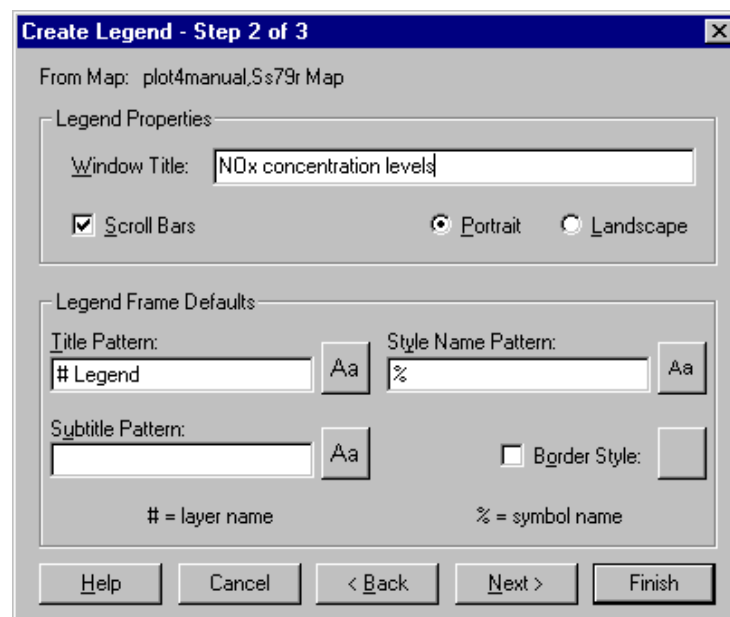 Create Legend - Step 2 of 3
From Map: plot4manual,Ss79r Map
Legend Properties
Window Title: NOx concentration levels
Scroll Bars Portrait Landscape
Legend Frame Defaults
Title Pattern: Style Name Pattern:
# Legend Aa % Aa
Subtitle Pattern:
Aa Border Style:
# = layer name % = symbol name
Help Cancel < Back Next > Finish